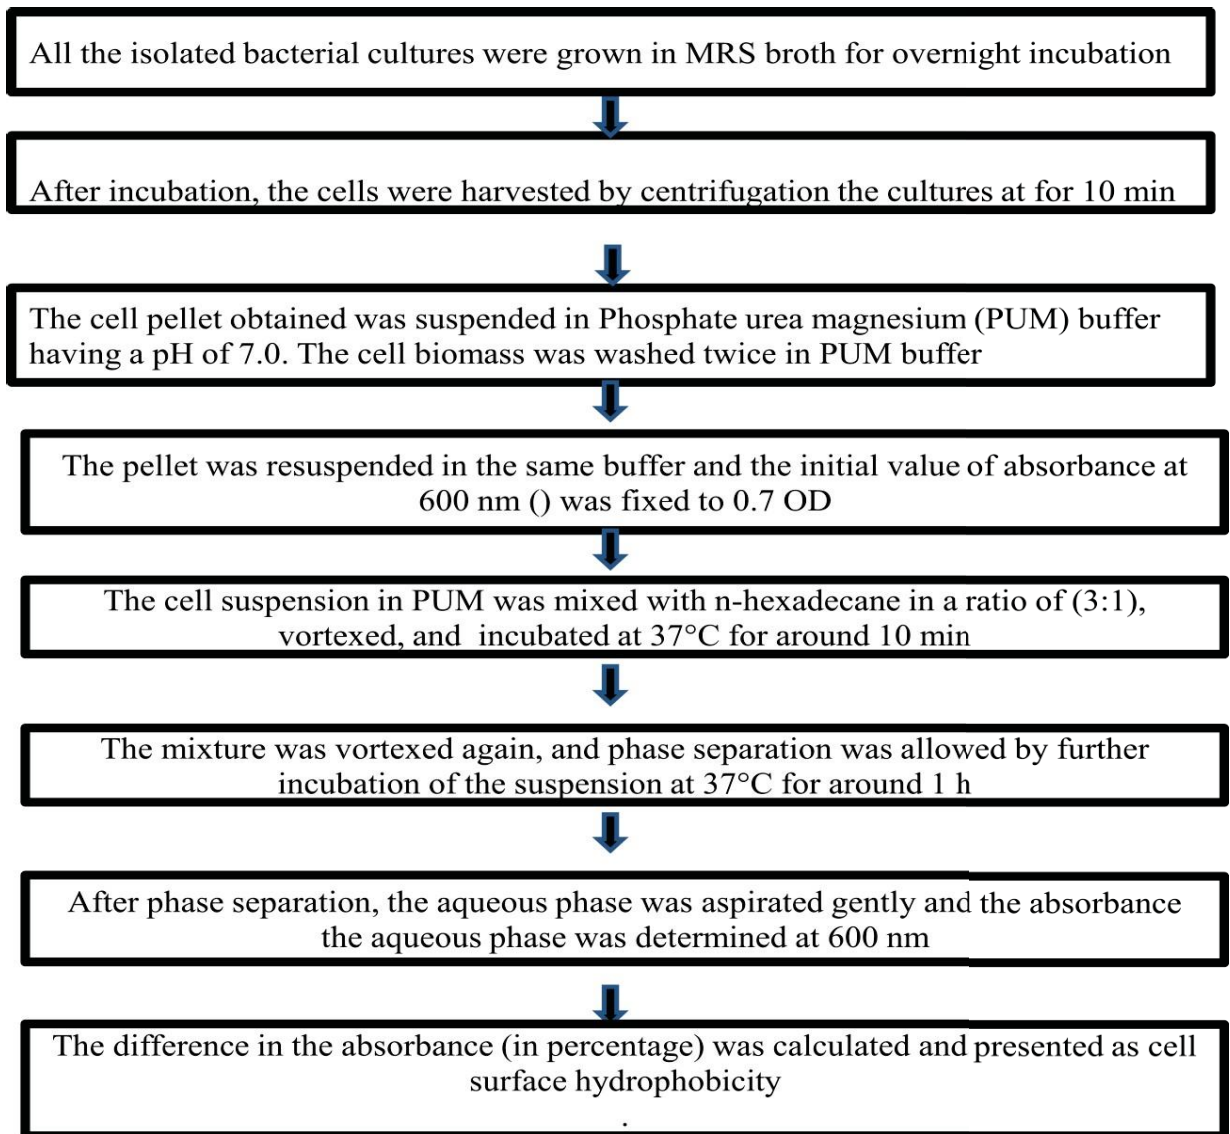 All the isolated bacterial cultures were grown in MRS broth for overnight incubation
After incubation, the cells were harvested by centrifugation the cultures at for 10 min
The cell pellet obtained was suspended in Phosphate urea magnesium (PUM) buffer
having a pH of 7.0. The cell biomass was washed twice in PUM buffer
The pellet was resuspended in the same buffer and the initial value of absorbance at
600 nm () was fixed to 0.7 OD
The cell suspension in PUM was mixed with n-hexadecane in a ratio of (3:1),
vortexed, and incubated at 37°C for around 10 min
The mixture was vortexed again, and phase separation was allowed by further
incubation of the suspension at 37°C for around 1 h
After phase separation, the aqueous phase was aspirated gently and the absorbance
the aqueous phase was determined at 600 nm
The difference in the absorbance (in percentage) was calculated and presented as cell
surface hydrophobicity
.